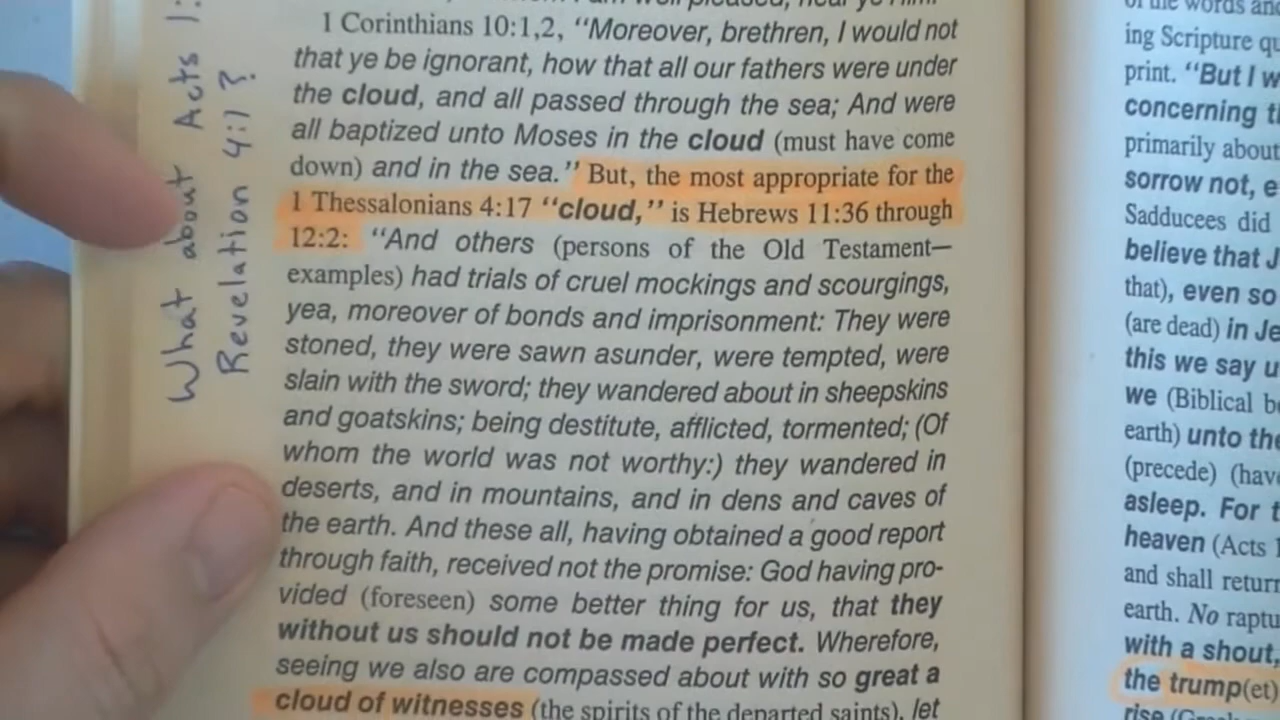 1 Corinthians 10:1,2, “Moreover, brethren, I would not
that ye be ignorant, how that all our fathers were under
the cloud, and all passed through the sea; And were
all baptized unto Moses in the cloud (must have come
down) and in the sea.” But, the most appropriate for the
1 Thessalonians 4:17 “cloud,” is Hebrews 11:36 through
12:2: “And others (persons of the Old Testament—
examples) had trials of cruel mockings and scourgings,
yea, moreover of bonds and imprisonment: They were
stoned, they were sawn asunder, were tempted, were
slain with the sword; they wandered about in sheepskins
and goatskins; being destitute, afflicted, tormented; (Of
whom the world was not worthy:) they wandered in
deserts, and in mountains, and in dens and caves of
the earth. And these all, having obtained a good report
through faith, received not the promise: God having pro-
vided (foreseen) some better thing for us, that they
without us should not be made perfect. Wherefore,
seeing we also are compassed about with so great a
cloud of witnesses (the spirits of the departed saints), let
What about Acts 1:
Revelation 4:1?
of the words and
ing Scripture
print. “But I
concerning
primarily about
sorrow not,
Sadducees did
believe that
that), even so
(are dead) in
this we say
we (Biblical
earth) unto
(precede)
asleep. For
heaven (Acts
and shall return
earth. No
with a shout,
the trump(et)
rise